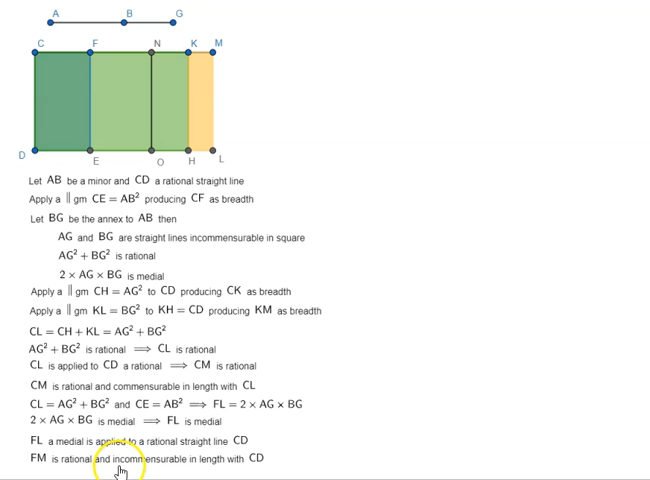 A B G
C F N K M
D E O H L
Let AB be a minor and CD a rational straight line
Apply a ∥ gm CE = AB² producing CF as breadth
Let BG be the annex to AB then
AG and BG are straight lines incommensurable in square
AG² + BG² is rational
2 × AG × BG is medial
Apply a ∥ gm CH = AG² to CD producing CK as breadth
Apply a ∥ gm KL = BG² to KH = CD producing KM as breadth
CL = CH + KL = AG² + BG²
AG² + BG² is rational ⟹ CL is rational
CL is applied to CD a rational ⟹ CM is rational
CM is rational and commensurable in length with CL
CL = AG² + BG² and CE = AB² ⟹ FL = 2 × AG × BG
2 × AG × BG is medial ⟹ FL is medial
FL a medial is applied to a rational straight line CD
FM is rational and incommensurable in length with CD